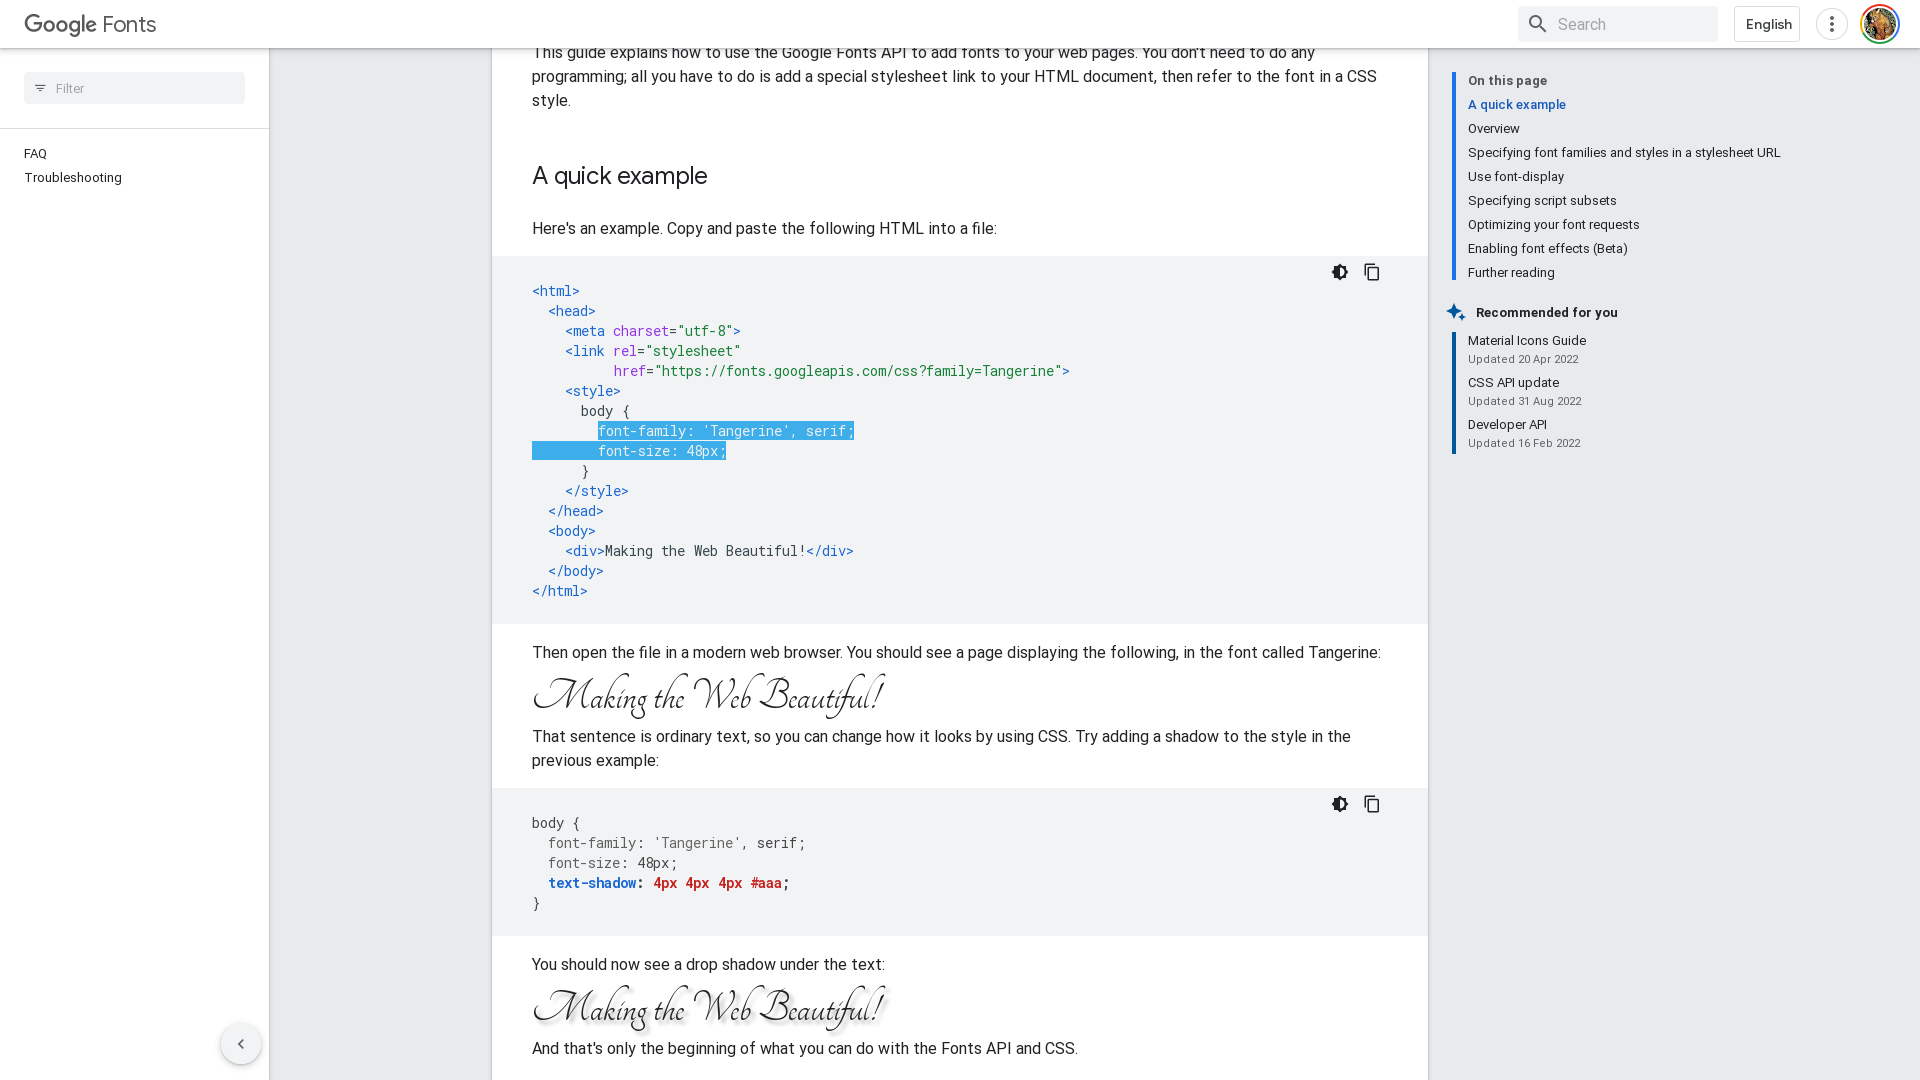 Google Fonts
Search
English
Filter
FAQ
Troubleshooting
This guide explains how to use the Google Fonts API to add fonts to your web pages. You don't need to do any
programming; all you have to do is add a special stylesheet link to your HTML document, then refer to the font in a CSS
style.
A quick example
Here's an example. Copy and paste the following HTML into a file:
<html>
  <head>
    <meta charset="utf-8">
    <link rel="stylesheet"
          href="https://fonts.googleapis.com/css?family=Tangerine">
    <style>
      body {
        font-family: 'Tangerine', serif;
        font-size: 48px;
      }
    </style>
  </head>
  <body>
    <div>Making the Web Beautiful!</div>
  </body>
</html>
Then open the file in a modern web browser. You should see a page displaying the following, in the font called Tangerine:
Making the Web Beautiful!
That sentence is ordinary text, so you can change how it looks by using CSS. Try adding a shadow to the style in the
previous example:
body {
  font-family: 'Tangerine', serif;
  font-size: 48px;
  text-shadow: 4px 4px 4px #aaa;
}
You should now see a drop shadow under the text:
Making the Web Beautiful!
And that's only the beginning of what you can do with the Fonts API and CSS.
On this page
A quick example
Overview
Specifying font families and styles in a stylesheet URL
Use font-display
Specifying script subsets
Optimizing your font requests
Enabling font effects (Beta)
Further reading
Recommended for you
Material Icons Guide
Updated 20 Apr 2022
CSS API update
Updated 31 Aug 2022
Developer API
Updated 16 Feb 2022